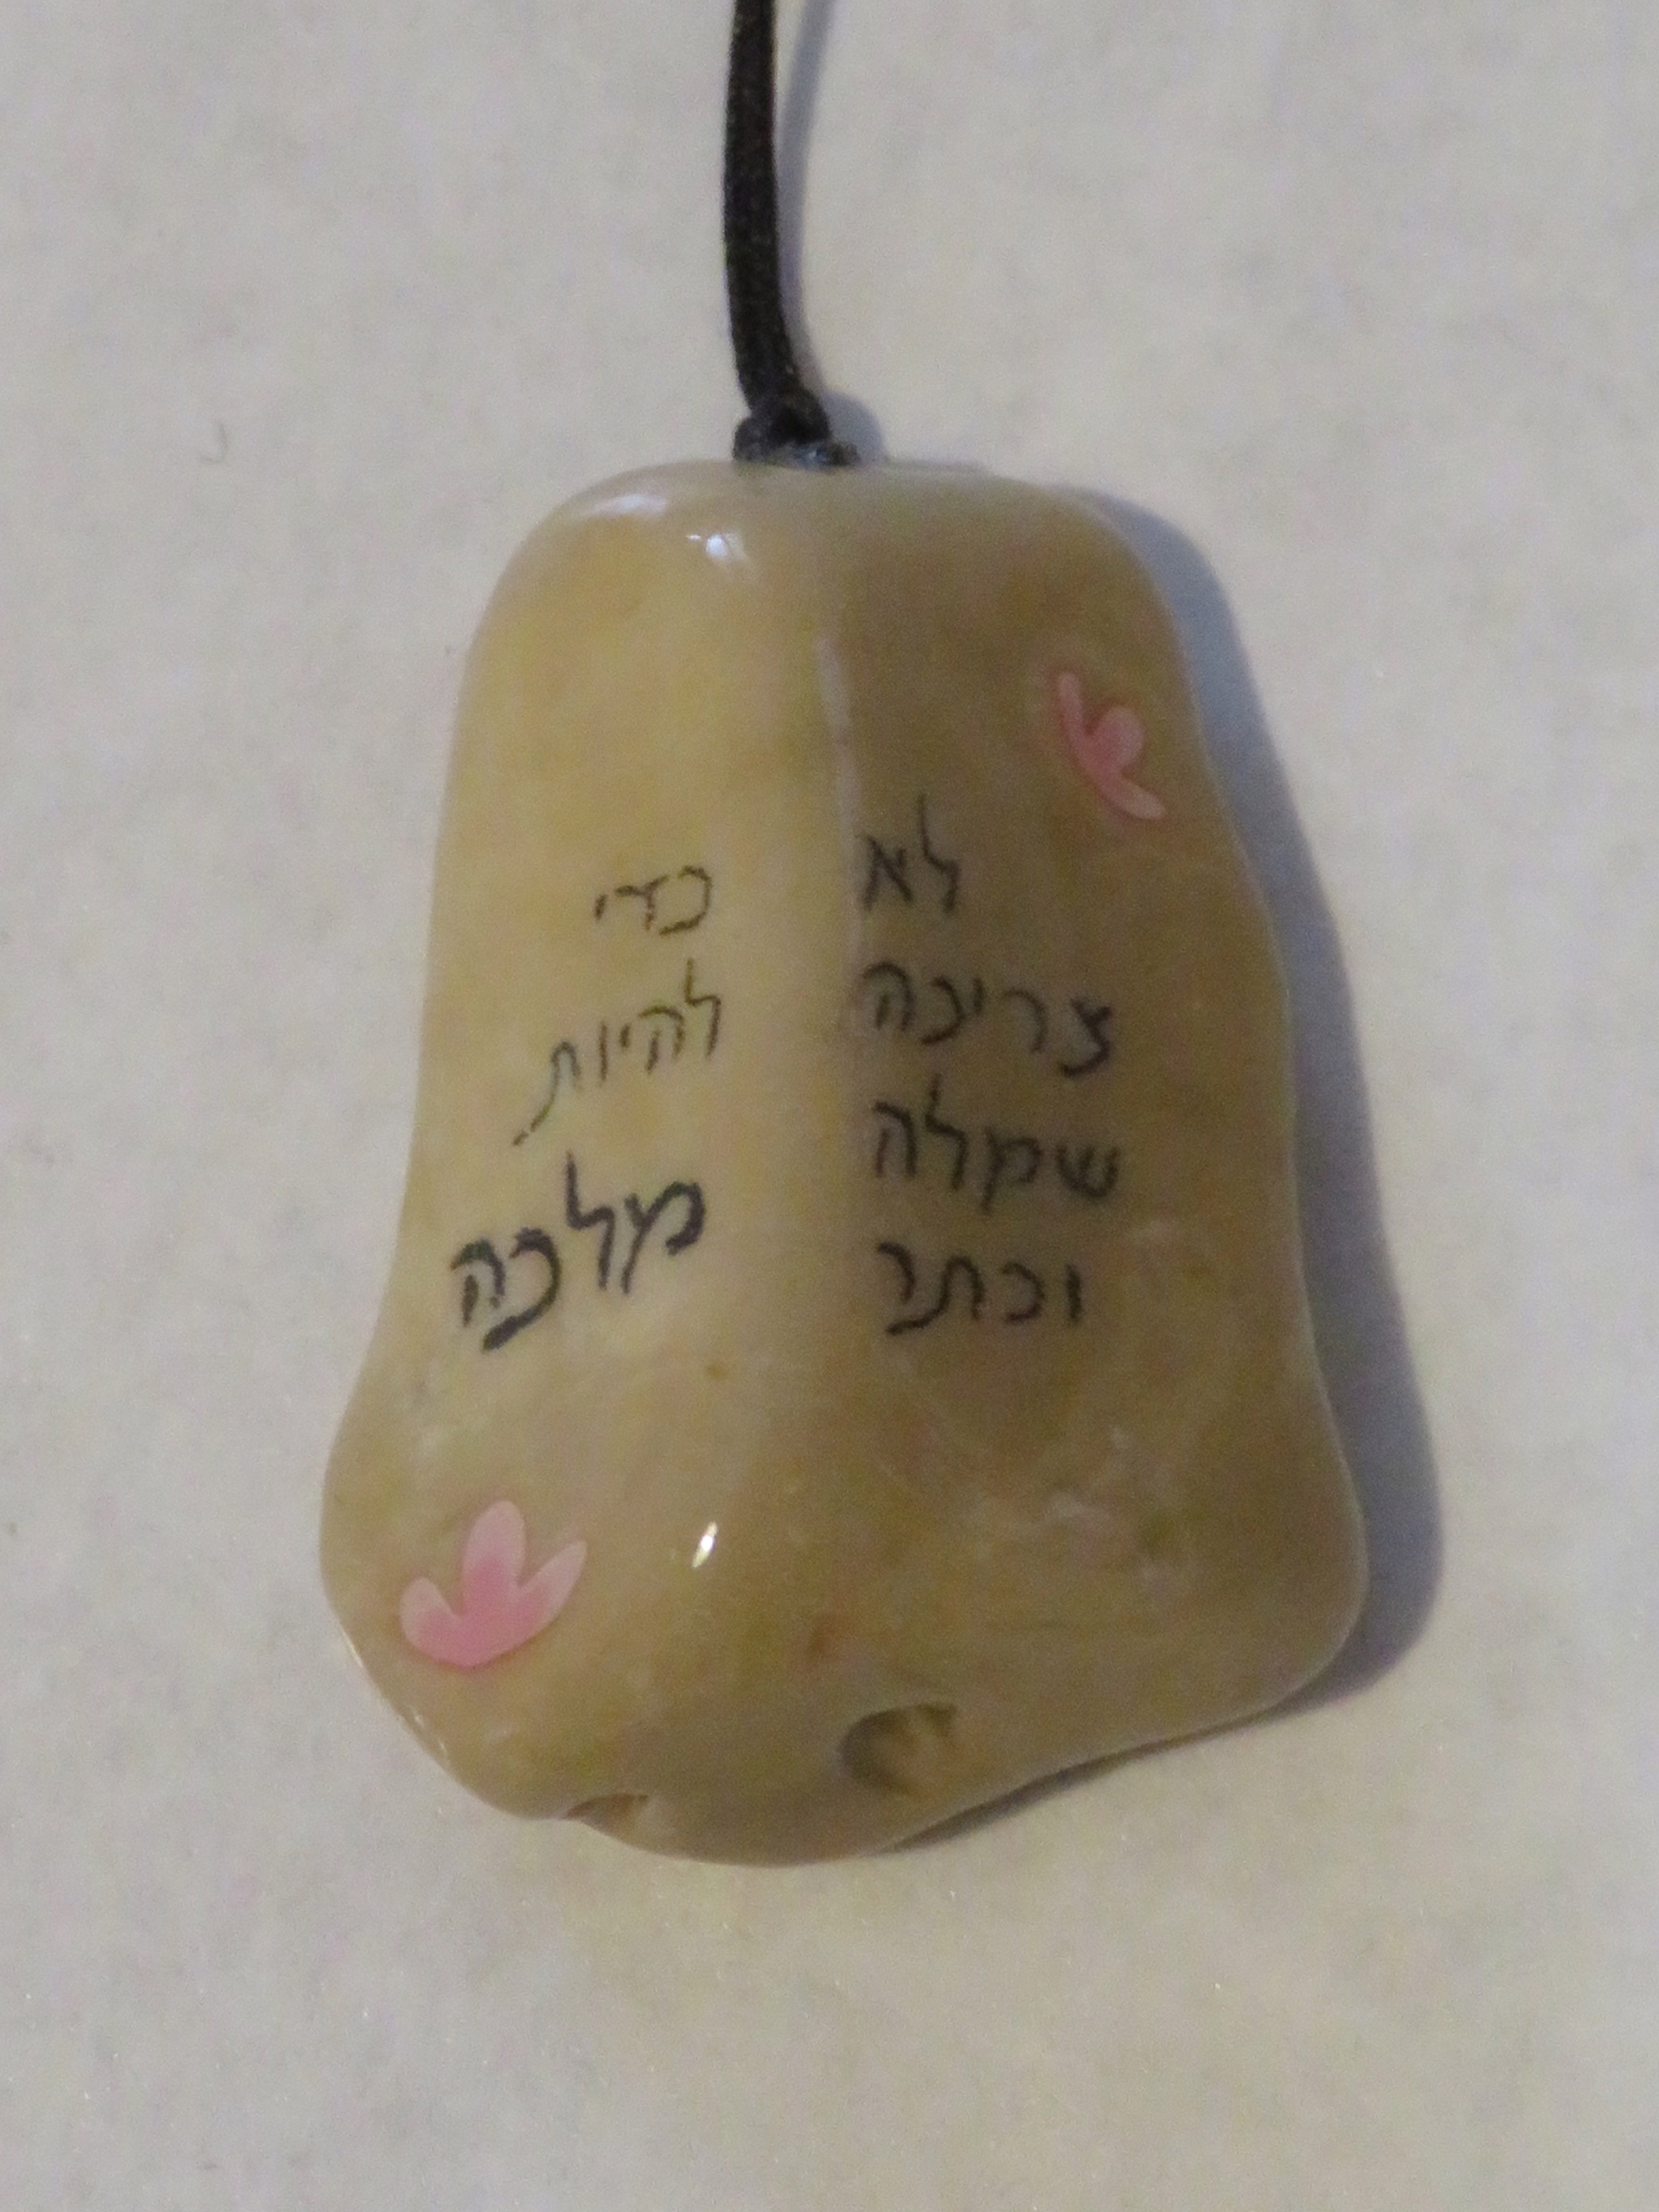 לא
צריכה
שמלה
וכתר
כדי
להיות
מלכה